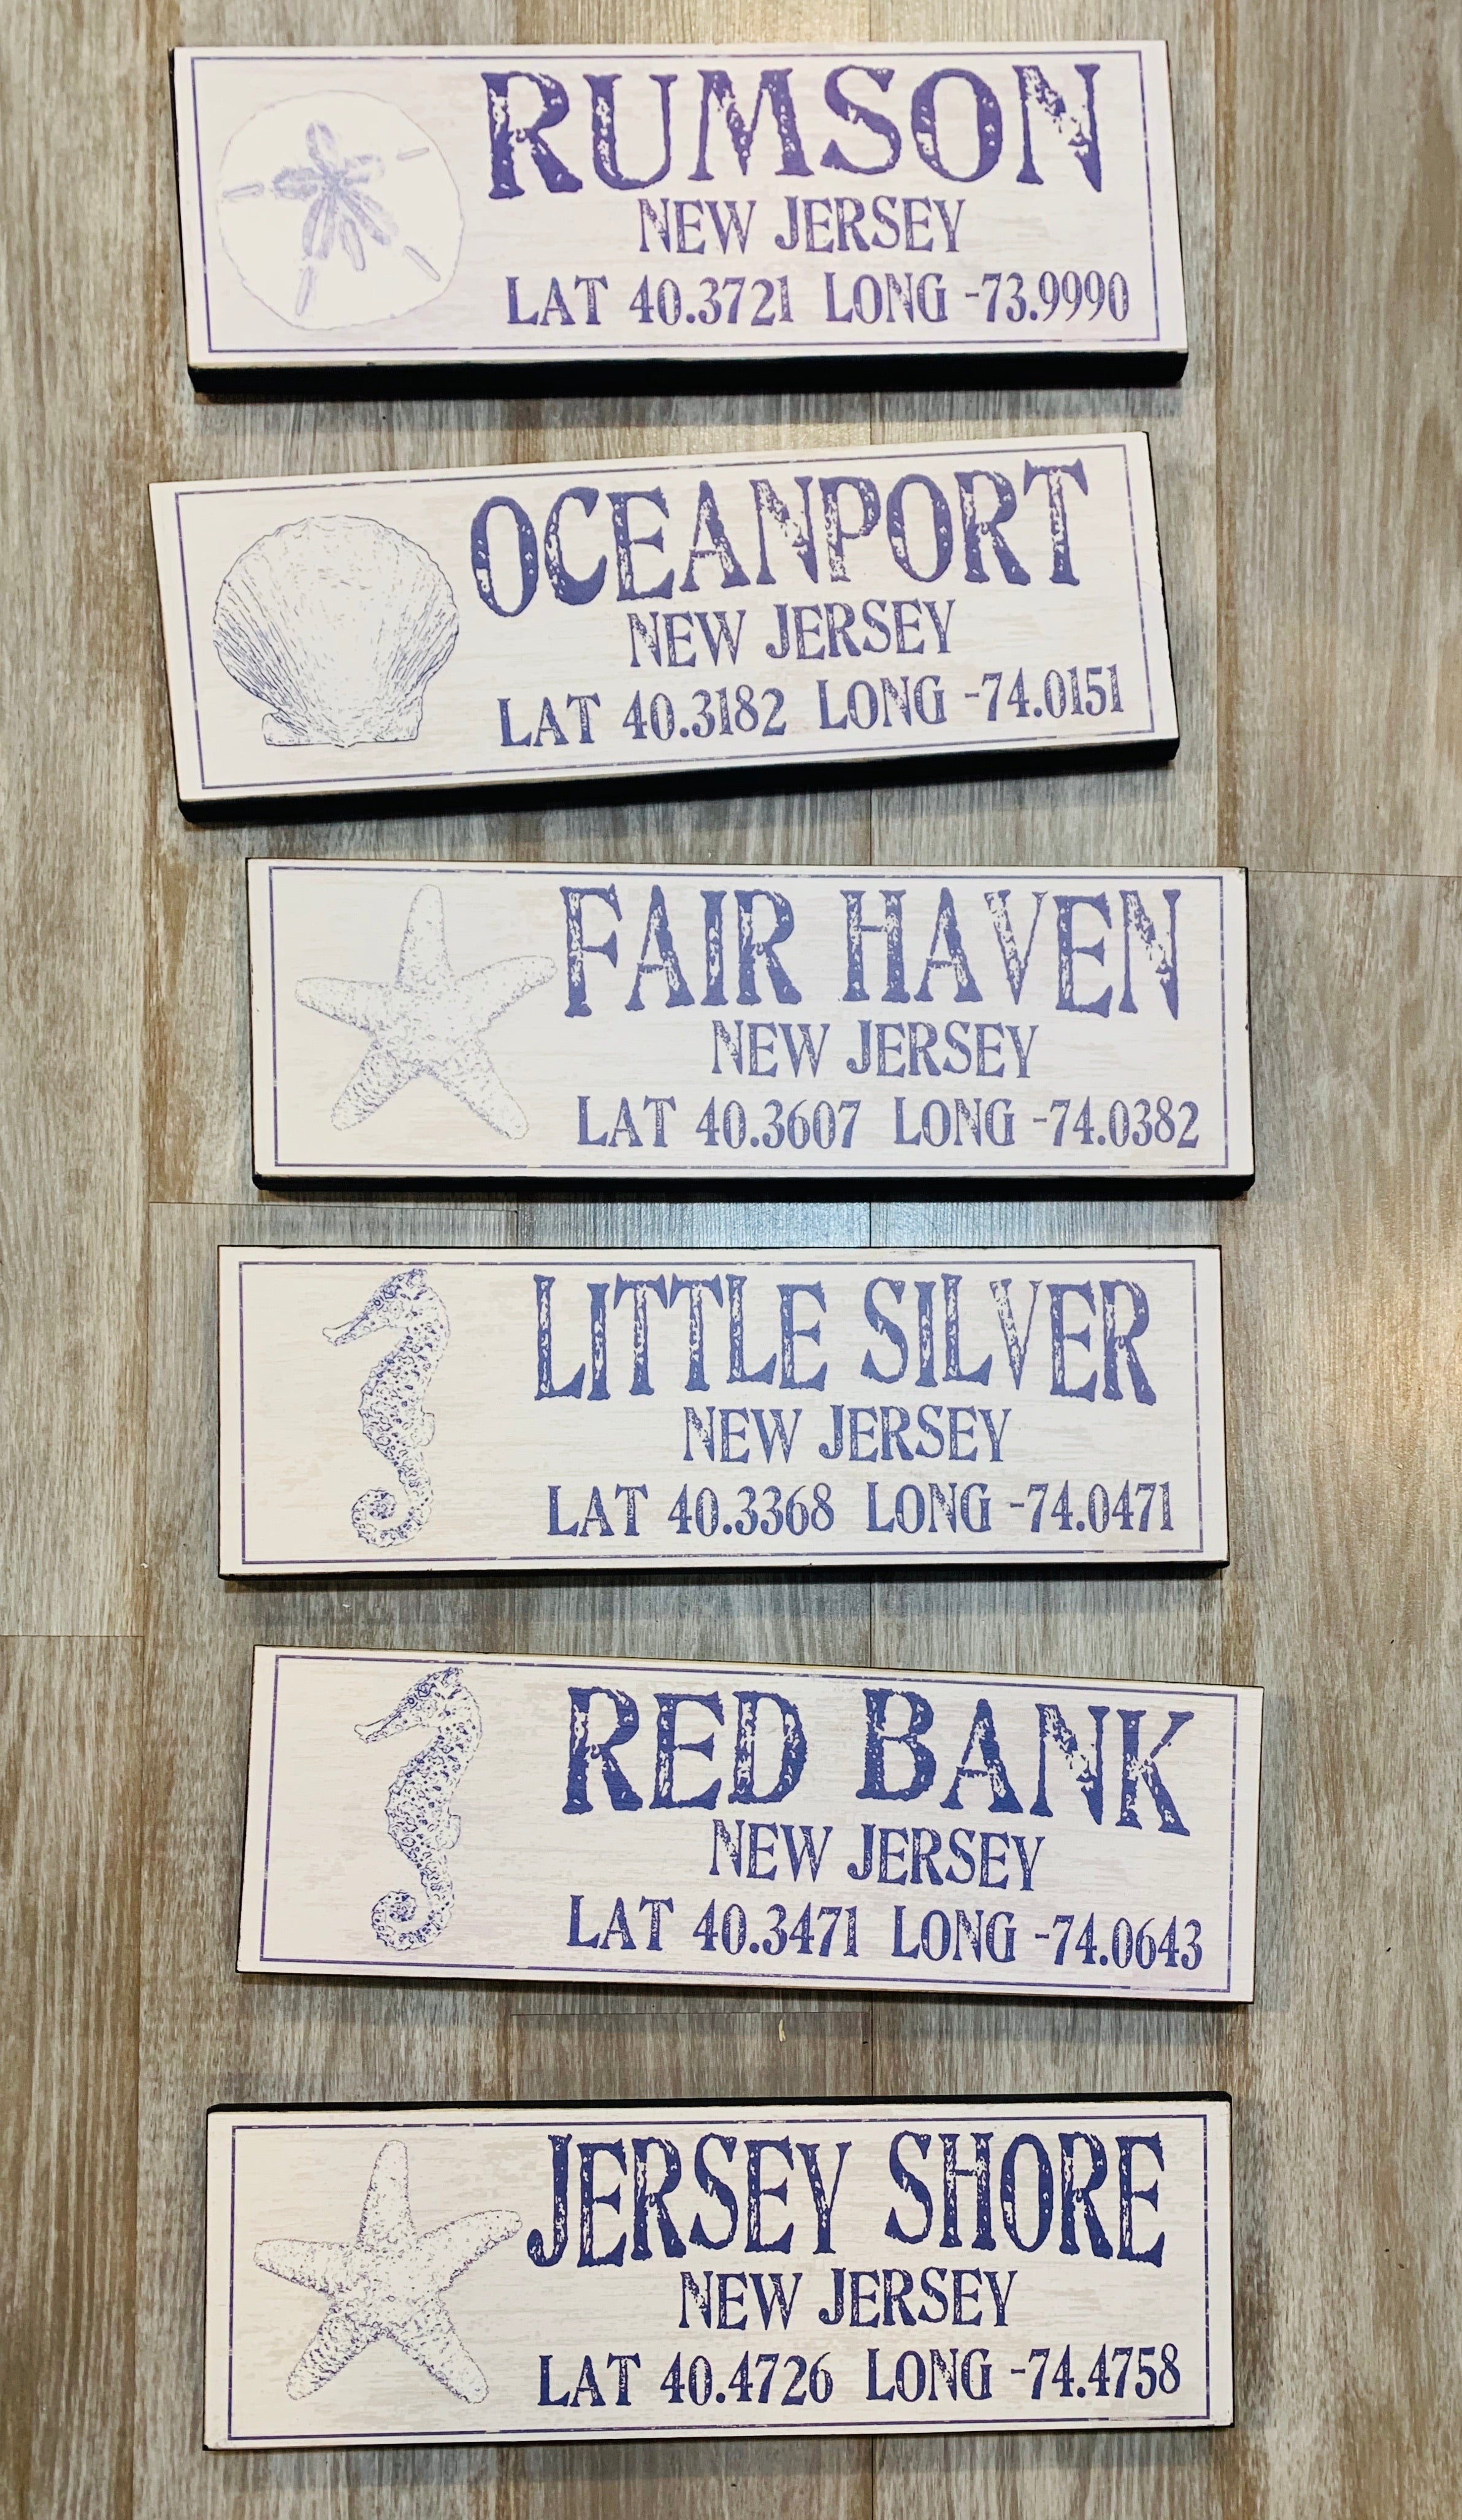 RUMSON
NEW JERSEY
LAT 40.3721 LONG -73.9990
OCEANPORT
NEW JERSEY
LAT 40.3182 LONG -74.0151
FAIR HAVEN
NEW JERSEY
LAT 40.3607 LONG -74.0382
LITTLE SILVER
NEW JERSEY
LAT 40.3368 LONG -74.0471
RED BANK
NEW JERSEY
LAT 40.3471 LONG -74.0643
JERSEY SHORE
NEW JERSEY
LAT 40.4726 LONG -74.4758